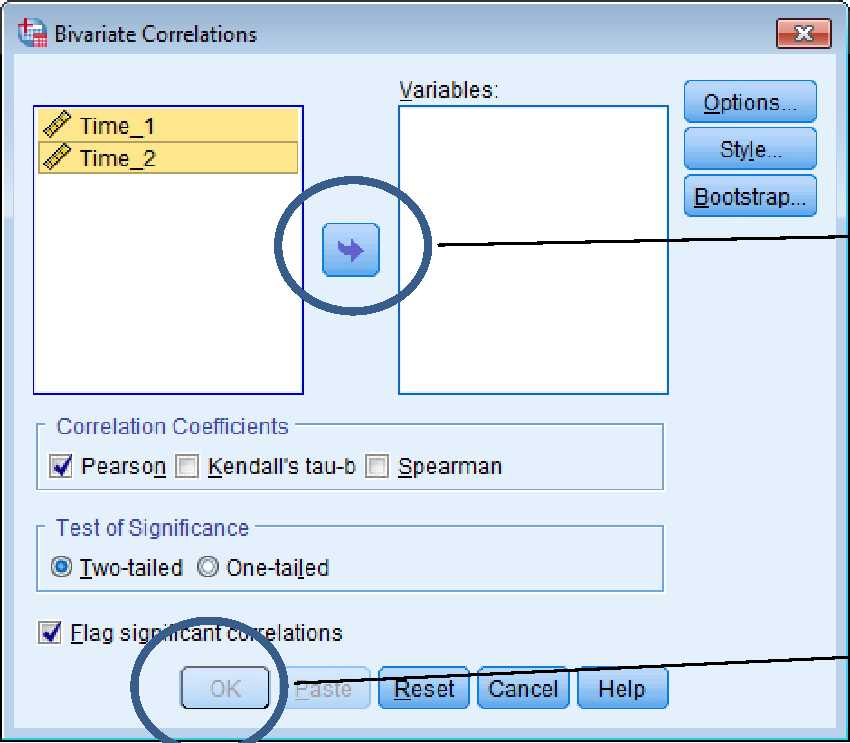 Bivariate Correlations
Variables:
Time_1
Time_2
Options...
Style...
Bootstrap...
Correlation Coefficients
Pearson Kendall's tau-b Spearman
Test of Significance
Two-tailed One-tailed
Flag significant correlations
OK Paste Reset Cancel Help